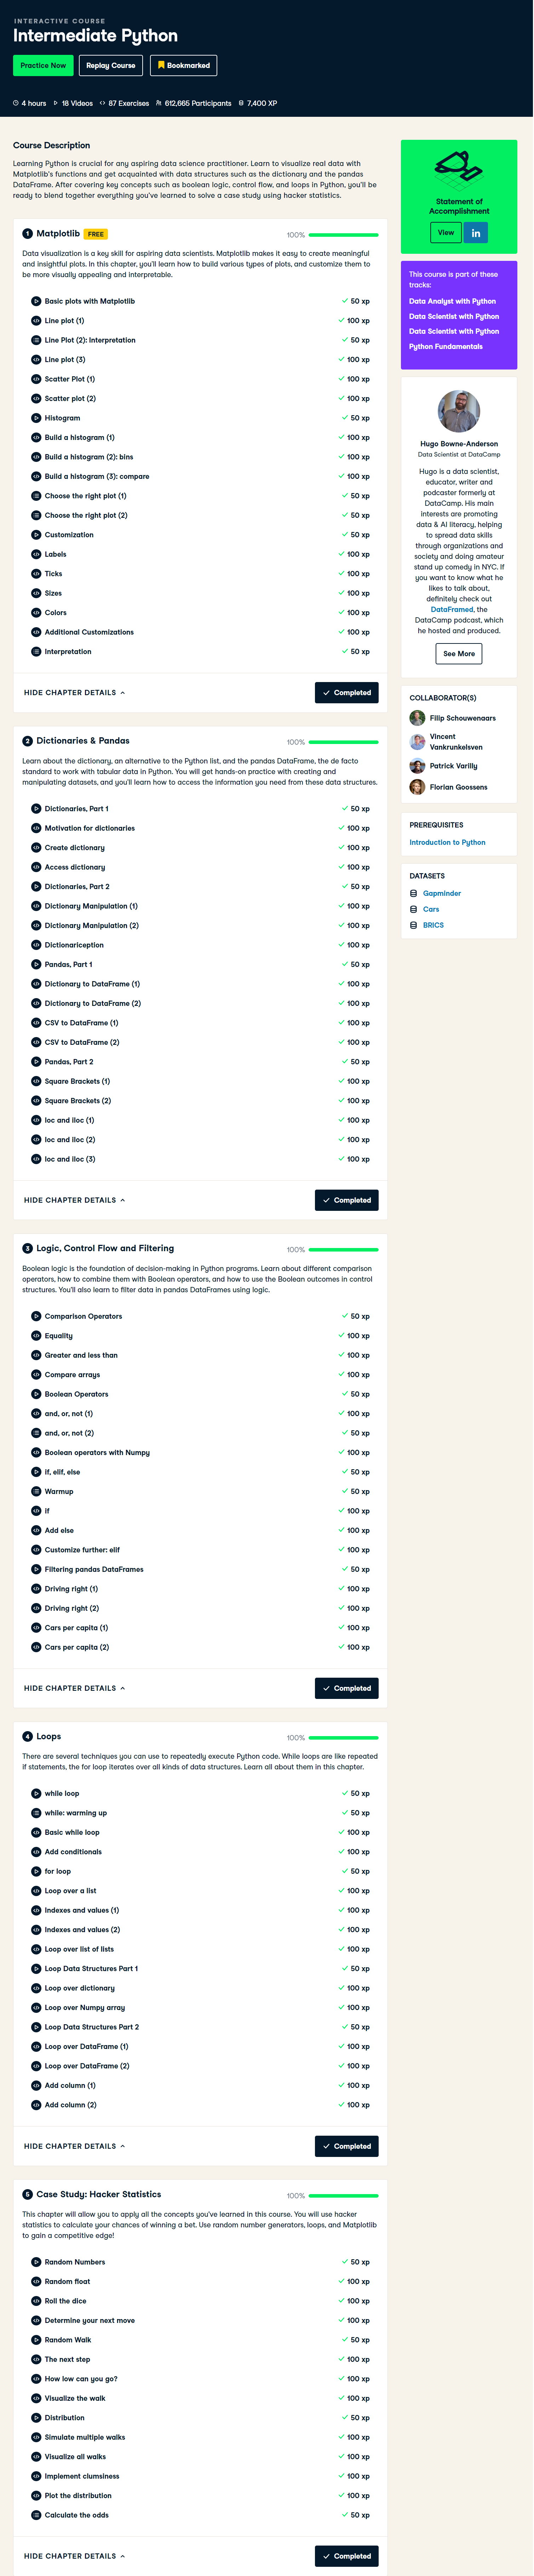 INTERACTIVE COURSE
Intermediate Python
Practice Now
Replay Course
Bookmarked
4 hours
18 Videos
87 Exercises
612,665 Participants
7,400 XP
Course Description
Learning Python is crucial for any aspiring data science practitioner. Learn to visualize real data with
Matplotlib's functions and get acquainted with data structures such as the dictionary and the pandas
DataFrame. After covering key concepts such as boolean logic, control flow, and loops in Python, you'll be
ready to blend together everything you've learned to solve a case study using hacker statistics.
1 Matplotlib FREE 100%
Data visualization is a key skill for aspiring data scientists. Matplotlib makes it easy to create meaningful
and insightful plots. In this chapter, you'll learn how to build various types of plots, and customize them to
be more visually appealing and interpretable.
Basic plots with Matplotlib 50 xp
Line plot (1) 100 xp
Line Plot (2): Interpretation 50 xp
Line plot (3) 100 xp
Scatter Plot (1) 100 xp
Scatter plot (2) 100 xp
Histogram 50 xp
Build a histogram (1) 100 xp
Build a histogram (2): bins 100 xp
Build a histogram (3): compare 100 xp
Choose the right plot (1) 50 xp
Choose the right plot (2) 50 xp
Customization 50 xp
Labels 100 xp
Ticks 100 xp
Sizes 100 xp
Colors 100 xp
Additional Customizations 100 xp
Interpretation 50 xp
HIDE CHAPTER DETAILS Completed
2 Dictionaries & Pandas 100%
Learn about the dictionary, an alternative to the Python list, and the pandas DataFrame, the de facto
standard to work with tabular data in Python. You will get hands-on practice with creating and
manipulating datasets, and you'll learn how to access the information you need from these data structures.
Dictionaries, Part 1 50 xp
Motivation for dictionaries 100 xp
Create dictionary 100 xp
Access dictionary 100 xp
Dictionaries, Part 2 50 xp
Dictionary Manipulation (1) 100 xp
Dictionary Manipulation (2) 100 xp
Dictionariception 100 xp
Pandas, Part 1 50 xp
Dictionary to DataFrame (1) 100 xp
Dictionary to DataFrame (2) 100 xp
CSV to DataFrame (1) 100 xp
CSV to DataFrame (2) 100 xp
Pandas, Part 2 50 xp
Square Brackets (1) 100 xp
Square Brackets (2) 100 xp
loc and iloc (1) 100 xp
loc and iloc (2) 100 xp
loc and iloc (3) 100 xp
HIDE CHAPTER DETAILS Completed
3 Logic, Control Flow and Filtering 100%
Boolean logic is the foundation of decision-making in Python programs. Learn about different comparison
operators, how to combine them with Boolean operators, and how to use the Boolean outcomes in control
structures. You'll also learn to filter data in pandas DataFrames using logic.
Comparison Operators 50 xp
Equality 100 xp
Greater and less than 100 xp
Compare arrays 100 xp
Boolean Operators 50 xp
and, or, not (1) 100 xp
and, or, not (2) 50 xp
Boolean operators with Numpy 100 xp
if, elif, else 50 xp
Warmup 50 xp
if 100 xp
Add else 100 xp
Customize further: elif 100 xp
Filtering pandas DataFrames 50 xp
Driving right (1) 100 xp
Driving right (2) 100 xp
Cars per capita (1) 100 xp
Cars per capita (2) 100 xp
HIDE CHAPTER DETAILS Completed
4 Loops 100%
There are several techniques you can use to repeatedly execute Python code. While loops are like repeated
if statements, the for loop iterates over all kinds of data structures. Learn all about them in this chapter.
while loop 50 xp
while: warming up 50 xp
Basic while loop 100 xp
Add conditionals 100 xp
for loop 50 xp
Loop over a list 100 xp
Indexes and values (1) 100 xp
Indexes and values (2) 100 xp
Loop over list of lists 100 xp
Loop Data Structures Part 1 50 xp
Loop over dictionary 100 xp
Loop over Numpy array 100 xp
Loop Data Structures Part 2 50 xp
Loop over DataFrame (1) 100 xp
Loop over DataFrame (2) 100 xp
Add column (1) 100 xp
Add column (2) 100 xp
HIDE CHAPTER DETAILS Completed
5 Case Study: Hacker Statistics 100%
This chapter will allow you to apply all the concepts you've learned in this course. You will use hacker
statistics to calculate your chances of winning a bet. Use random number generators, loops, and Matplotlib
to gain a competitive edge!
Random Numbers 50 xp
Random float 100 xp
Roll the dice 100 xp
Determine your next move 100 xp
Random Walk 50 xp
The next step 100 xp
How low can you go? 100 xp
Visualize the walk 100 xp
Distribution 50 xp
Simulate multiple walks 100 xp
Visualize all walks 100 xp
Implement clumsiness 100 xp
Plot the distribution 100 xp
Calculate the odds 50 xp
HIDE CHAPTER DETAILS Completed
Statement of
Accomplishment
View in
This course is part of these
tracks:
Data Analyst with Python
Data Scientist with Python
Data Scientist with Python
Python Fundamentals
Hugo Bowne-Anderson
Data Scientist at DataCamp
Hugo is a data scientist,
educator, writer and
podcaster formerly at
DataCamp. His main
interests are promoting
data & AI literacy, helping
to spread data skills
through organizations and
society and doing amateur
stand up comedy in NYC. If
you want to know what he
likes to talk about,
definitely check out
DataFramed, the
DataCamp podcast, which
he hosted and produced.
See More
COLLABORATOR(S)
Filip Schouwenaars
Vincent
Vankrunkelsven
Patrick Varilly
Florian Goossens
PREREQUISITES
Introduction to Python
DATASETS
Gapminder
Cars
BRICS